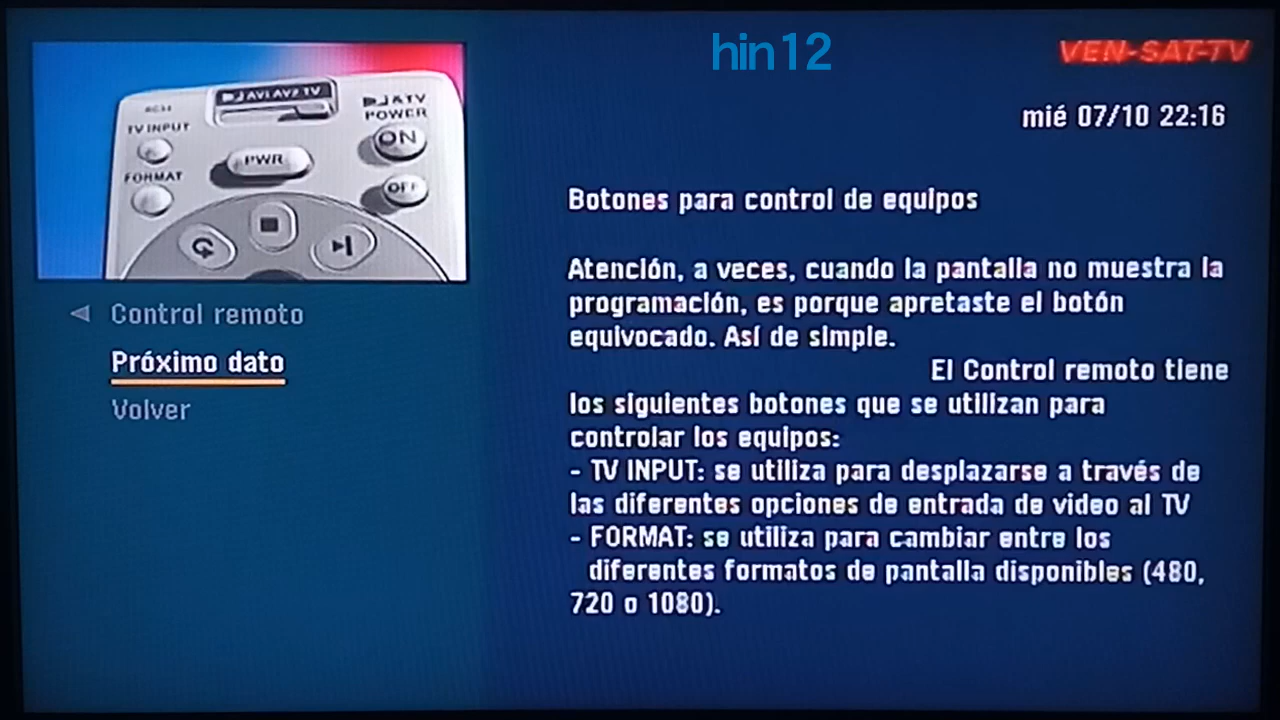 hin12
VEN-SAT-TV
mié 07/10 22:16
AV1 AV2 TV
TV INPUT
POWER
ON
PWR
FORMAT
OFF
Control remoto
Próximo dato
Volver
Botones para control de equipos
Atención, a veces, cuando la pantalla no muestra la
programación, es porque apretaste el botón
equivocado. Así de simple.
El Control remoto tiene
los siguientes botones que se utilizan para
controlar los equipos:
- TV INPUT: se utiliza para desplazarse a través de
las diferentes opciones de entrada de video al TV
- FORMAT: se utiliza para cambiar entre los
diferentes formatos de pantalla disponibles (480,
720 o 1080).